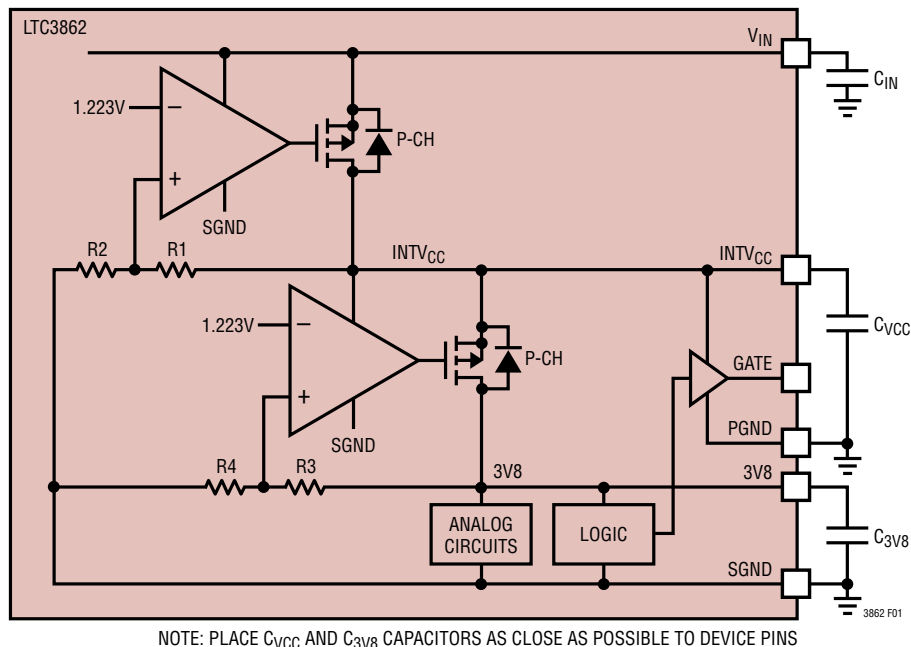 LTC3862
VIN
CIN
1.223V
−
P-CH
+
SGND
R2
R1
INTVCC
INTVCC
1.223V
−
CVCC
P-CH
GATE
+
SGND
PGND
R4
R3
3V8
3V8
ANALOG
CIRCUITS
LOGIC
C3V8
SGND
3862 F01
NOTE: PLACE CVCC AND C3V8 CAPACITORS AS CLOSE AS POSSIBLE TO DEVICE PINS